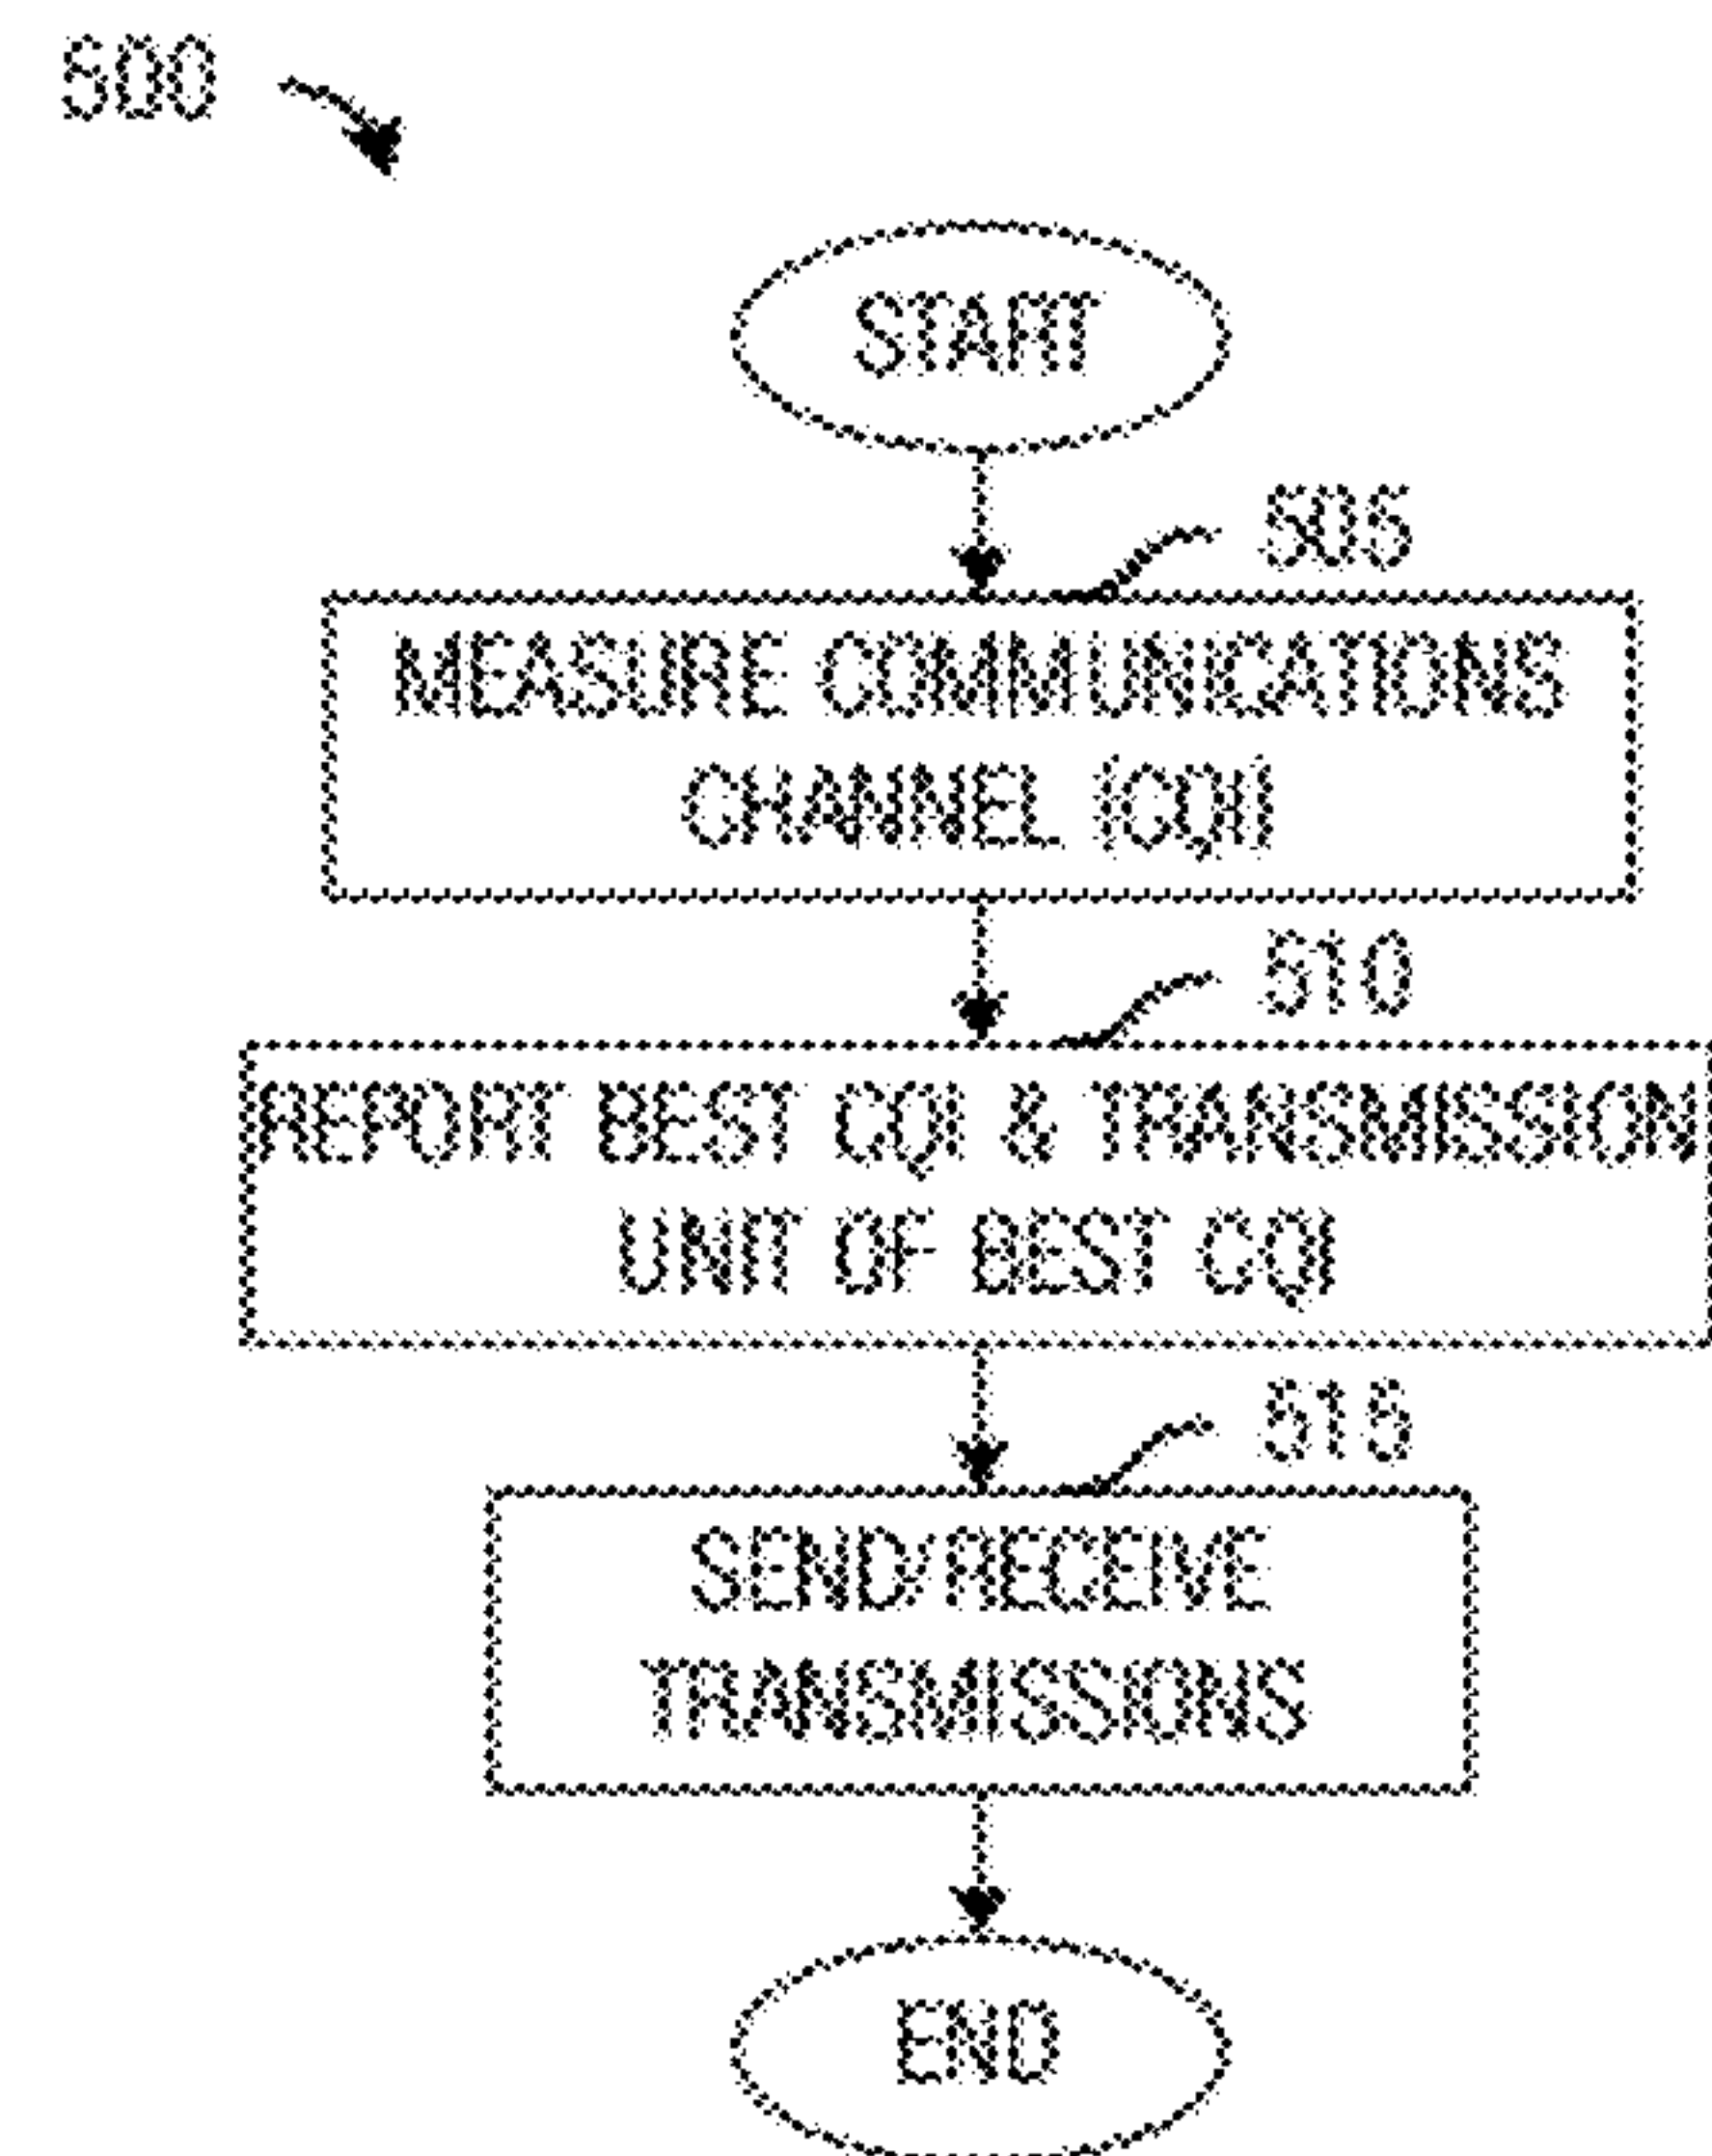 500
START
505
MEASURE COMMUNICATIONS
CHANNEL (CQI)
510
REPORT BEST CQI & TRANSMISSION
UNIT OF BEST CQI
515
SEND/RECEIVE
TRANSMISSIONS
END